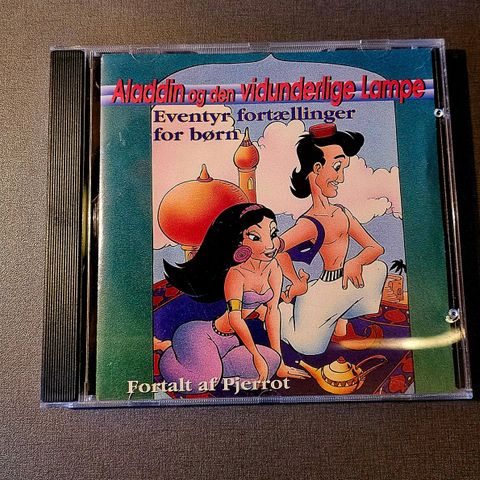 Aladdin og den vidunderlige Lampe
Eventyr fortællinger
for børn
Fortalt af Pjerrot